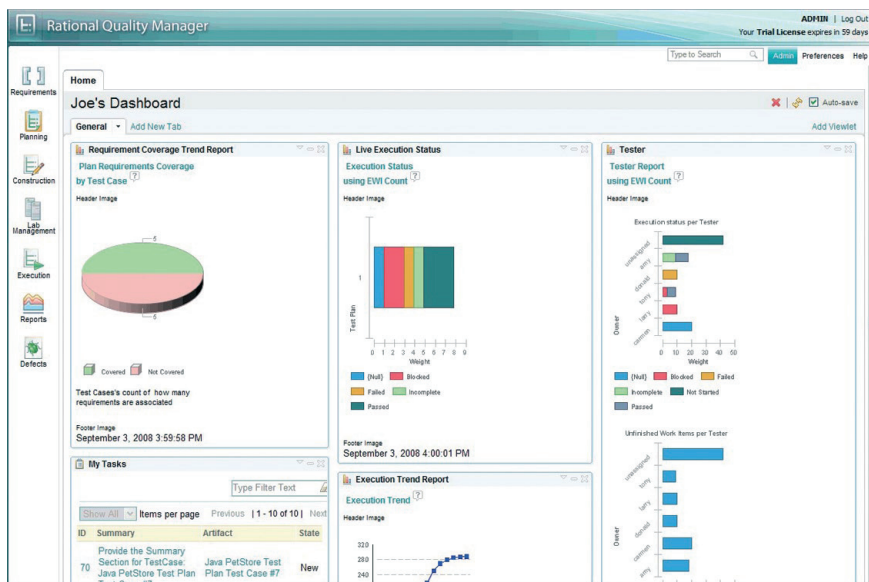 Rational Quality Manager
ADMIN | Log Out
Your Trial License expires in 59 days
Type to Search
Admin Preferences Help
Requirements
Planning
Construction
Lab
Management
Execution
Reports
Defects
Home
Joe's Dashboard
Auto-save
General Add New Tab
Add Viewlet
Requirement Coverage Trend Report
Plan Requirements Coverage
by Test Case ?
Header Image
6
6
Covered Not Covered
Test Cases's count of how many
requirements are associated
Footer Image
September 3, 2008 3:59:58 PM
My Tasks
Type Filter Text
Show All Items per page Previous | 1 - 10 of 10 | Next
ID Summary Artifact State
70 Provide the Summary
Section for TestCase:
Java PetStore Test Plan
Java PetStore Test
Plan Test Case #7
New
Live Execution Status
Execution Status
using EWI Count ?
Header Image
Test Plan
1
0 1 2 3 4 5 6 7 8 9
Weight
(Null) Blocked
Failed Incomplete
Passed
Footer Image
September 3, 2008 4:00:01 PM
Execution Trend Report
Execution Trend ?
Header Image
320
280
240
Tester
Tester Report
using EWI Count ?
Header Image
Execution status per Tester
Owner
unassigned
army
donald
tony
larry
carmen
0 10 20 30 40 50
Weight
(Null) Blocked Failed
Incomplete Not Started
Passed
Unfinished Work Items per Tester
Owner
unassigned
tony
larry
donald
carmen
army